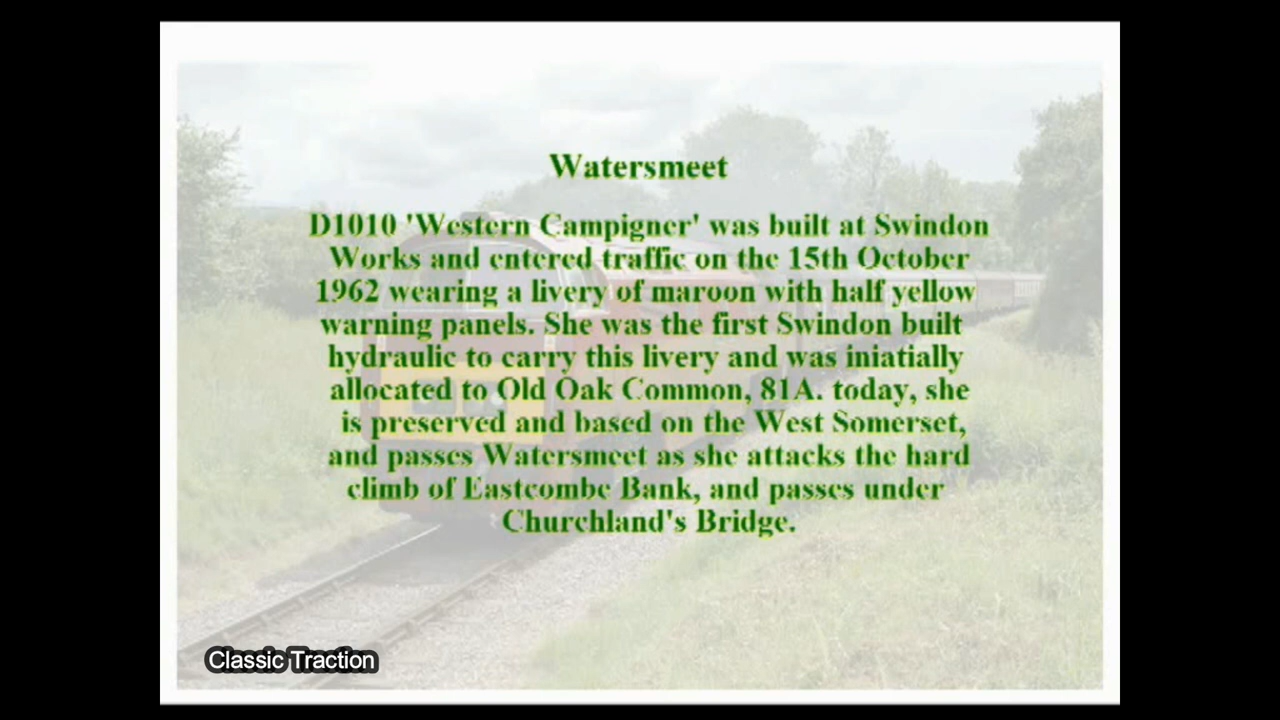 Watersmeet
D1010 'Western Campigner' was built at Swindon
Works and entered traffic on the 15th October
1962 wearing a livery of maroon with half yellow
warning panels. She was the first Swindon built
hydraulic to carry this livery and was iniatially
allocated to Old Oak Common, 81A. today, she
is preserved and based on the West Somerset,
and passes Watersmeet as she attacks the hard
climb of Eastcombe Bank, and passes under
Churchland's Bridge.
Classic Traction